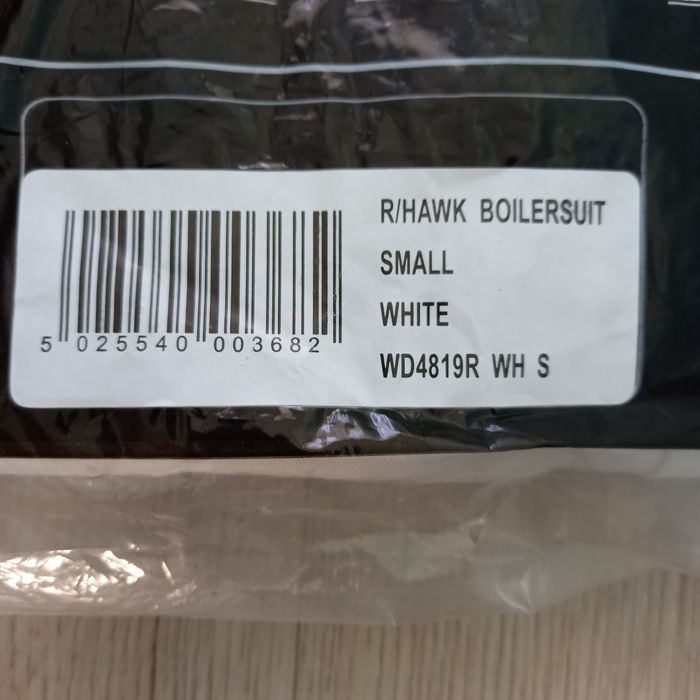 R/HAWK BOILERSUIT
SMALL
WHITE
WD4819R WH S
5 025540 003682